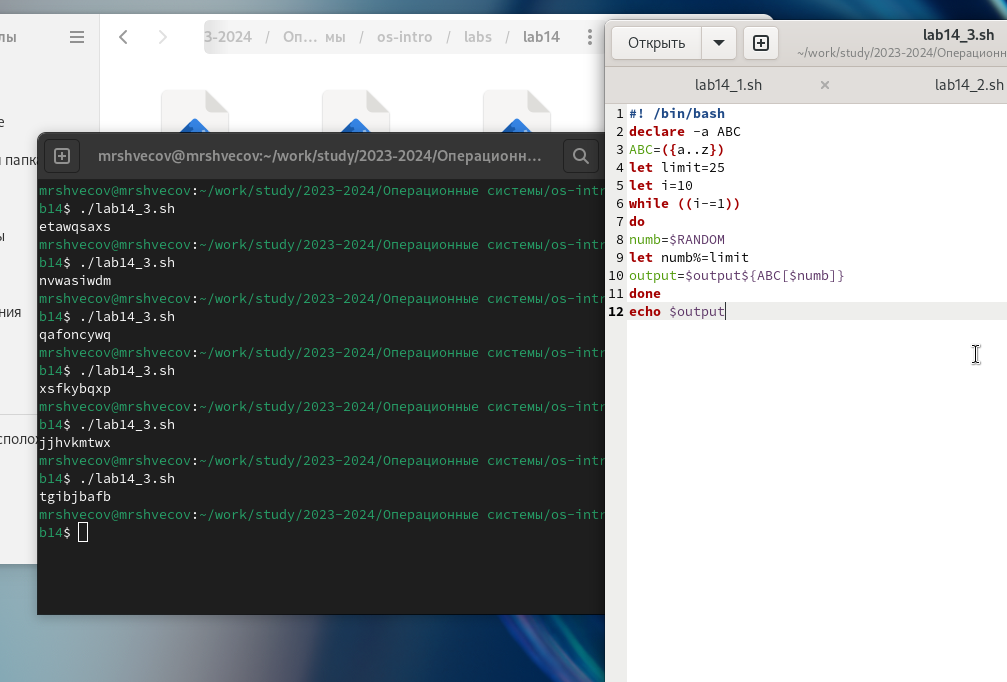 лы
3-2024 / Оп... мы / os-intro / labs / lab14
е
папк
ы
ния
mrshvecov@mrshvecov:~/work/study/2023-2024/Операционн...
mrshvecov@mrshvecov:~/work/study/2023-2024/Операционные системы/os-intr
b14$ ./lab14_3.sh
etawqsaxs
mrshvecov@mrshvecov:~/work/study/2023-2024/Операционные системы/os-intr
b14$ ./lab14_3.sh
nvwasiwdm
mrshvecov@mrshvecov:~/work/study/2023-2024/Операционные системы/os-intr
b14$ ./lab14_3.sh
qafoncywq
mrshvecov@mrshvecov:~/work/study/2023-2024/Операционные системы/os-intr
b14$ ./lab14_3.sh
xsfkybqxp
mrshvecov@mrshvecov:~/work/study/2023-2024/Операционные системы/os-intr
b14$ ./lab14_3.sh
jjhvkmtwx
mrshvecov@mrshvecov:~/work/study/2023-2024/Операционные системы/os-intr
b14$ ./lab14_3.sh
tgibjbafb
mrshvecov@mrshvecov:~/work/study/2023-2024/Операционные системы/os-intr
b14$
Открыть
lab14_3.sh
~/work/study/2023-2024/Операционн
lab14_1.sh × lab14_2.sh
1 #! /bin/bash
2 declare -a ABC
3 ABC=({a..z})
4 let limit=25
5 let i=10
6 while ((i-=1))
7 do
8 numb=$RANDOM
9 let numb%=limit
10 output=$output${ABC[$numb]}
11 done
12 echo $output